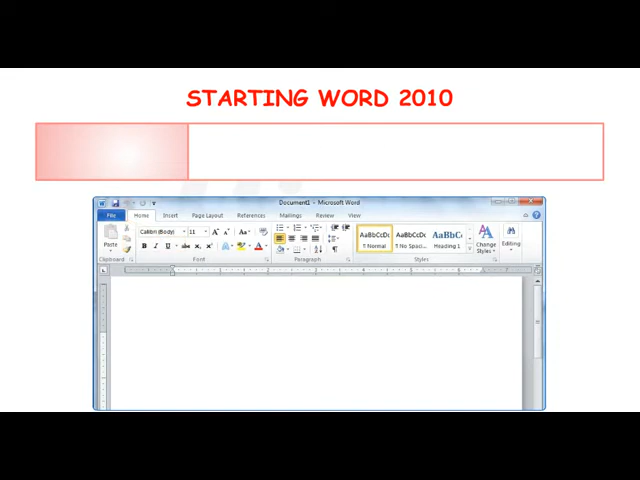 STARTING WORD 2010
Document1 - Microsoft Word
File Home Insert Page Layout References Mailings Review View
Paste
Calibri (Body) 11
B I U abc
AaBbCcDc AaBbCcDc AaBbC
¶ Normal ¶ No Spaci... Heading 1
Change Styles
Editing
Clipboard Font Paragraph Styles